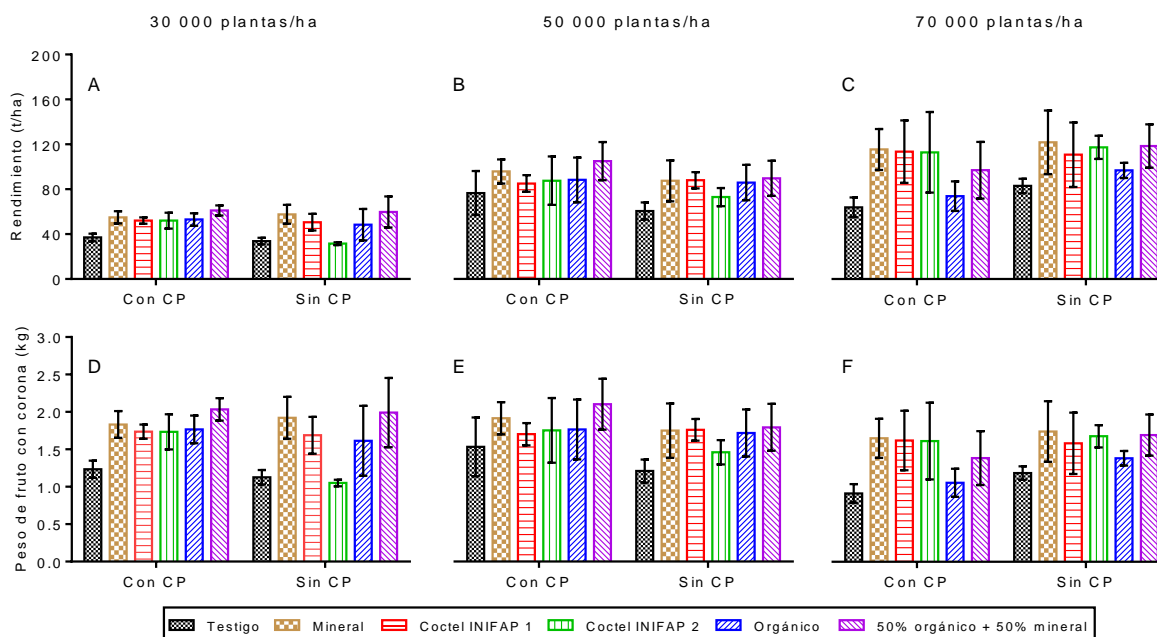 30 000 plantas/ha
50 000 plantas/ha
70 000 plantas/ha
Rendimiento (t/ha)
200
160
120
80
40
0
A
B
C
Con CP
Sin CP
Con CP
Sin CP
Con CP
Sin CP
Peso de fruto con corona (kg)
3.0
2.5
2.0
1.5
1.0
0.5
0.0
D
E
F
Con CP
Sin CP
Con CP
Sin CP
Con CP
Sin CP
Testigo
Mineral
Coctel INIFAP 1
Coctel INIFAP 2
Orgánico
50% orgánico + 50% mineral